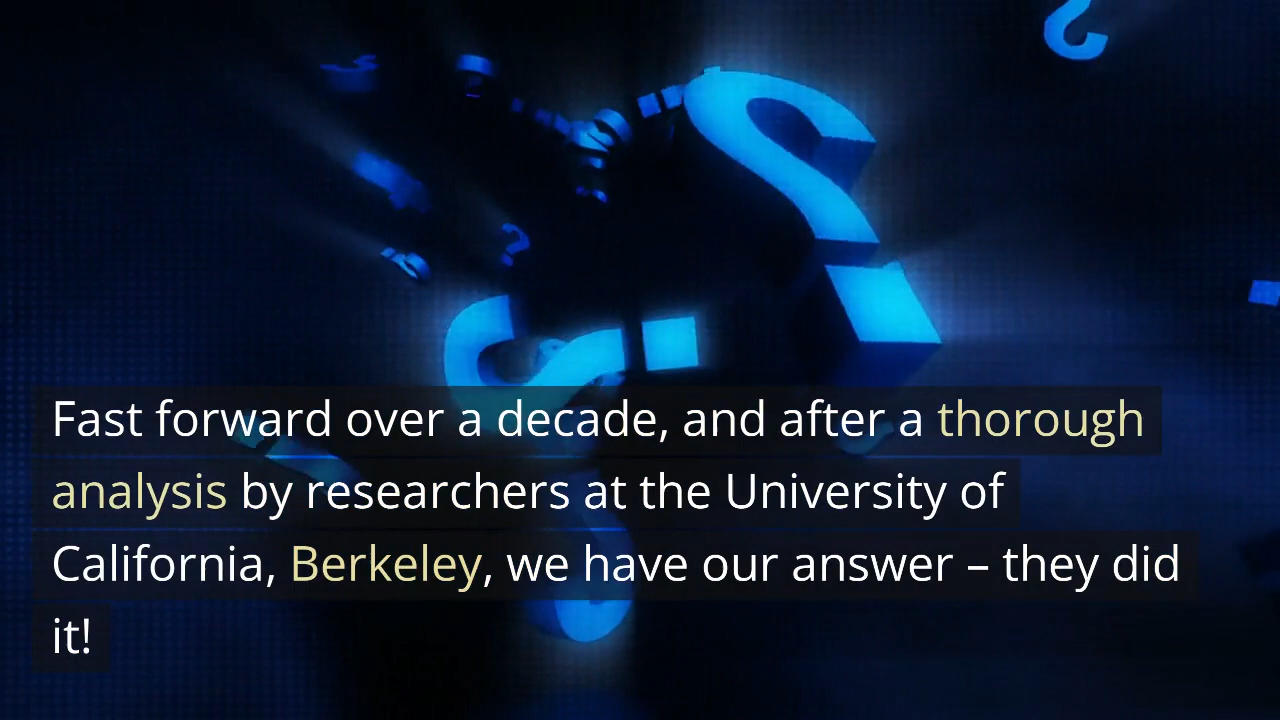 Fast forward over a decade, and after a thorough
analysis by researchers at the University of
California, Berkeley, we have our answer – they did
it!